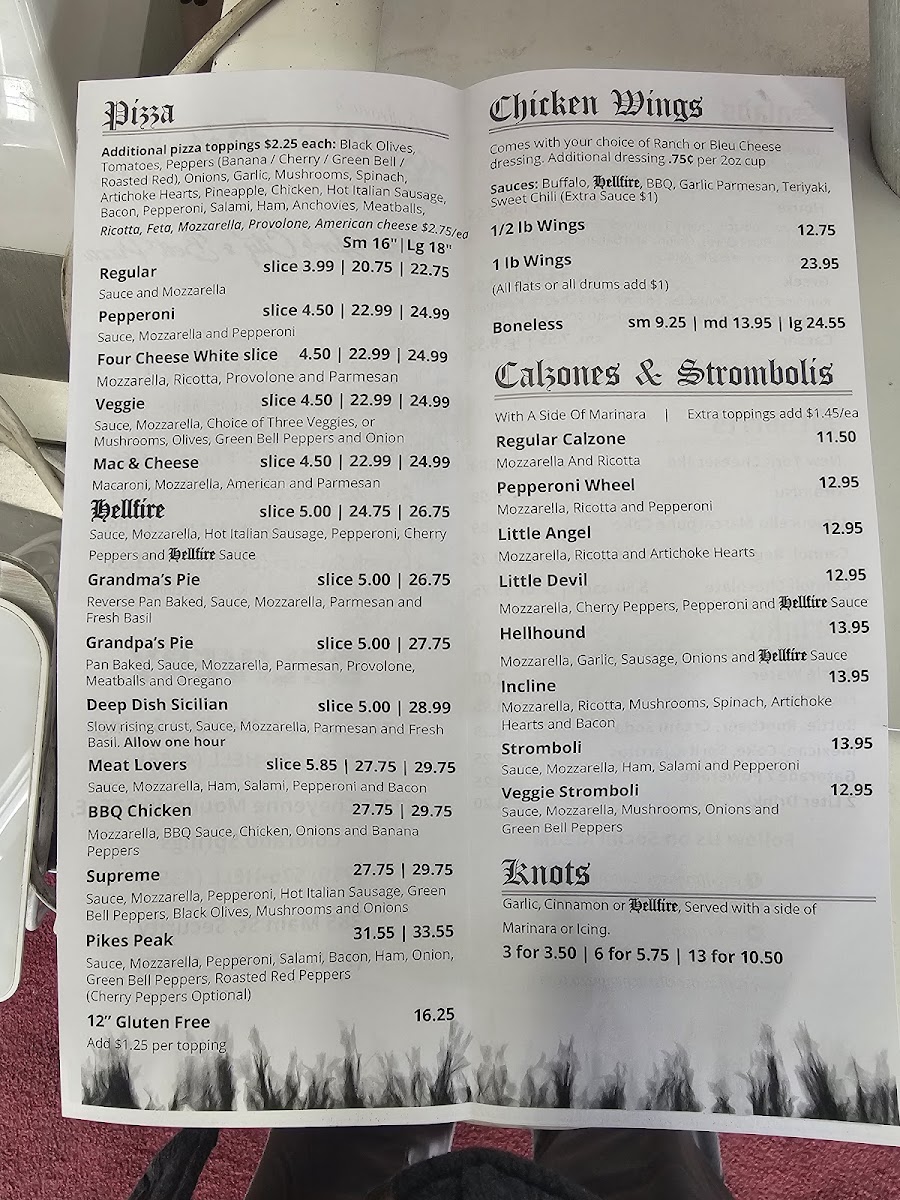 Pizza
Additional pizza toppings $2.25 each: Black Olives,
Tomatoes, Peppers (Banana / Cherry / Green Bell /
Roasted Red), Onions, Garlic, Mushrooms, Spinach,
Artichoke Hearts, Pineapple, Chicken, Hot Italian Sausage,
Bacon, Pepperoni, Salami, Ham, Anchovies, Meatballs,
Ricotta, Feta, Mozzarella, Provolone, American cheese $2.75/ea
Sm 16" | Lg 18"
Regular slice 3.99 | 20.75 | 22.75
Sauce and Mozzarella
Pepperoni slice 4.50 | 22.99 | 24.99
Sauce, Mozzarella and Pepperoni
Four Cheese White slice 4.50 | 22.99 | 24.99
Mozzarella, Ricotta, Provolone and Parmesan
Veggie slice 4.50 | 22.99 | 24.99
Sauce, Mozzarella, Choice of Three Veggies, or
Mushrooms, Olives, Green Bell Peppers and Onion
Mac & Cheese slice 4.50 | 22.99 | 24.99
Macaroni, Mozzarella, American and Parmesan
Hellfire slice 5.00 | 24.75 | 26.75
Sauce, Mozzarella, Hot Italian Sausage, Pepperoni, Cherry
Peppers and Hellfire Sauce
Grandma's Pie slice 5.00 | 26.75
Reverse Pan Baked, Sauce, Mozzarella, Parmesan and
Fresh Basil
Grandpa's Pie slice 5.00 | 27.75
Pan Baked, Sauce, Mozzarella, Parmesan, Provolone,
Meatballs and Oregano
Deep Dish Sicilian slice 5.00 | 28.99
Slow rising crust, Sauce, Mozzarella, Parmesan and Fresh
Basil. Allow one hour
Meat Lovers slice 5.85 | 27.75 | 29.75
Sauce, Mozzarella, Ham, Salami, Pepperoni and Bacon
BBQ Chicken 27.75 | 29.75
Mozzarella, BBQ Sauce, Chicken, Onions and Banana
Peppers
Supreme 27.75 | 29.75
Sauce, Mozzarella, Pepperoni, Hot Italian Sausage, Green
Bell Peppers, Black Olives, Mushrooms and Onions
Pikes Peak 31.55 | 33.55
Sauce, Mozzarella, Pepperoni, Salami, Bacon, Ham, Onion,
Green Bell Peppers, Roasted Red Peppers
(Cherry Peppers Optional)
12" Gluten Free 16.25
Add $1.25 per topping
Chicken Wings
Comes with your choice of Ranch or Bleu Cheese
dressing. Additional dressing .75¢ per 2oz cup
Sauces: Buffalo, Hellfire, BBQ, Garlic Parmesan, Teriyaki,
Sweet Chili (Extra Sauce $1)
1/2 lb Wings 12.75
1 lb Wings 23.95
(All flats or all drums add $1)
Boneless sm 9.25 | md 13.95 | lg 24.55
Calzones & Strombolis
With A Side Of Marinara | Extra toppings add $1.45/ea
Regular Calzone 11.50
Mozzarella And Ricotta
Pepperoni Wheel 12.95
Mozzarella, Ricotta and Pepperoni
Little Angel 12.95
Mozzarella, Ricotta and Artichoke Hearts
Little Devil 12.95
Mozzarella, Cherry Peppers, Pepperoni and Hellfire Sauce
Hellhound 13.95
Mozzarella, Garlic, Sausage, Onions and Hellfire Sauce
Incline 13.95
Mozzarella, Ricotta, Mushrooms, Spinach, Artichoke
Hearts and Bacon
Stromboli 13.95
Sauce, Mozzarella, Ham, Salami and Pepperoni
Veggie Stromboli 12.95
Sauce, Mozzarella, Mushrooms, Onions and
Green Bell Peppers
Knots
Garlic, Cinnamon or Hellfire, Served with a side of
Marinara or Icing.
3 for 3.50 | 6 for 5.75 | 13 for 10.50